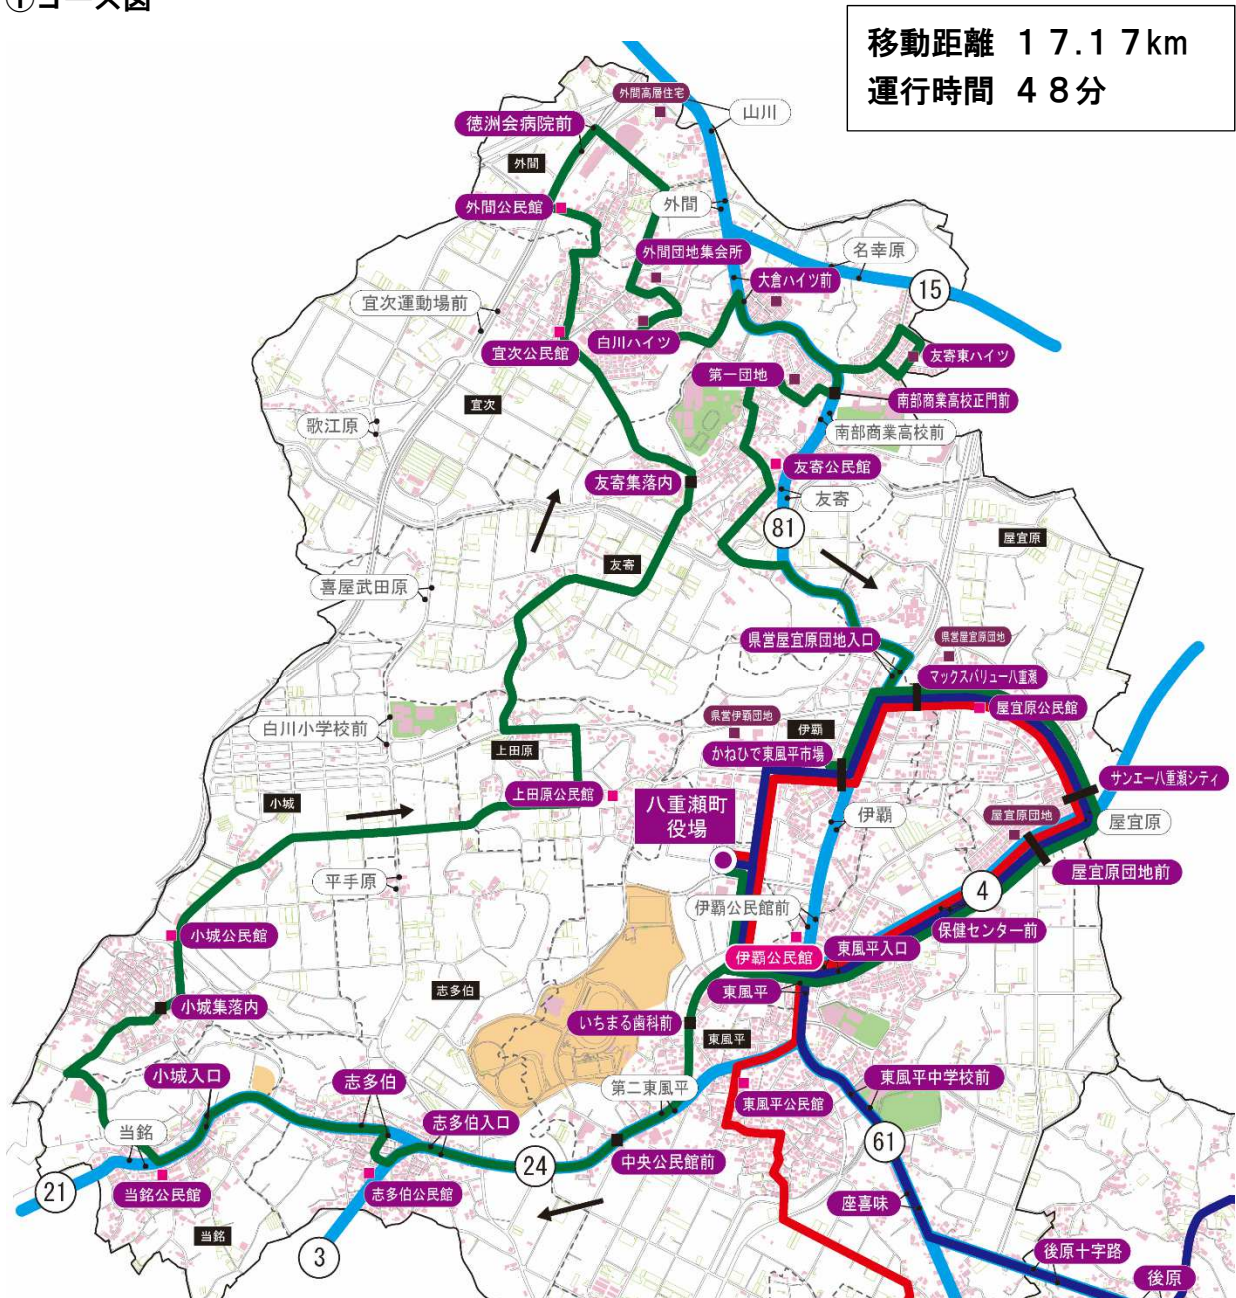 ①コース図
移動距離 １７.１７km
運行時間 ４８分
外間高層住宅
山川
徳洲会病院前
外間
外間公民館
外間
外間団地集会所
名幸原
大倉ハイツ前
15
宜次運動場前
宜次公民館
白川ハイツ
友寄東ハイツ
第一団地
南部商業高校正門前
宜次
歌江原
南部商業高校前
友寄公民館
友寄集落内
友寄
81
屋宜原
友寄
喜屋武田原
県営屋宜原団地入口
県営屋宜原団地
マックスバリュー八重瀬
屋宜原公民館
県営伊覇団地
伊覇
白川小学校前
上田原
かねひで東風平市場
サンエー八重瀬シティ
上田原公民館
小城
八重瀬町
役場
伊覇
屋宜原団地
屋宜原
屋宜原団地前
平手原
4
伊覇公民館前
保健センター前
小城公民館
東風平入口
伊覇公民館
志多伯
東風平
小城集落内
いちまる歯科前
東風平
小城入口
志多伯
東風平中学校前
第二東風平
東風平公民館
志多伯入口
当銘
61
中央公民館前
24
21
当銘公民館
志多伯公民館
座喜味
当銘
3
後原十字路
後原